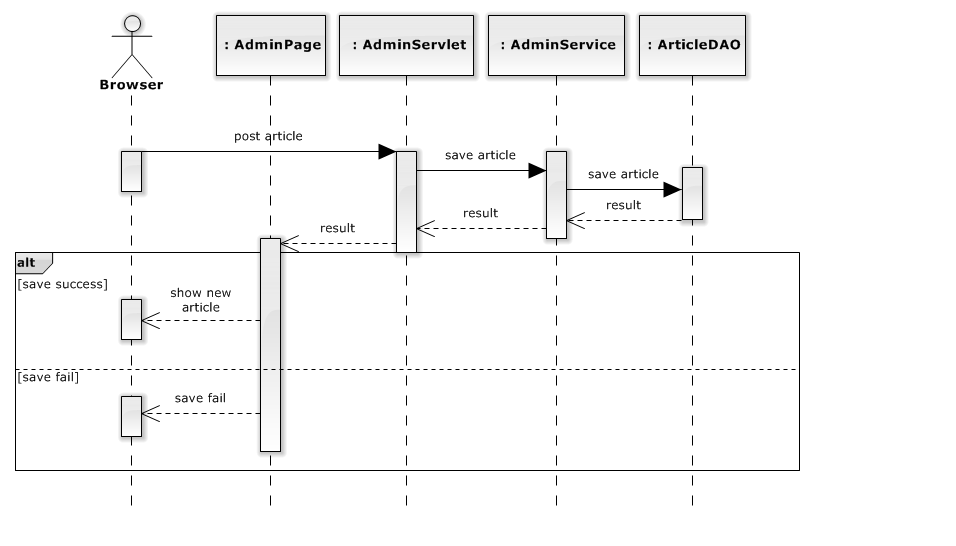 : AdminPage
: AdminServlet
: AdminService
: ArticleDAO
Browser
post article
save article
save article
result
result
result
alt
[save success]
show new
article
[save fail]
save fail